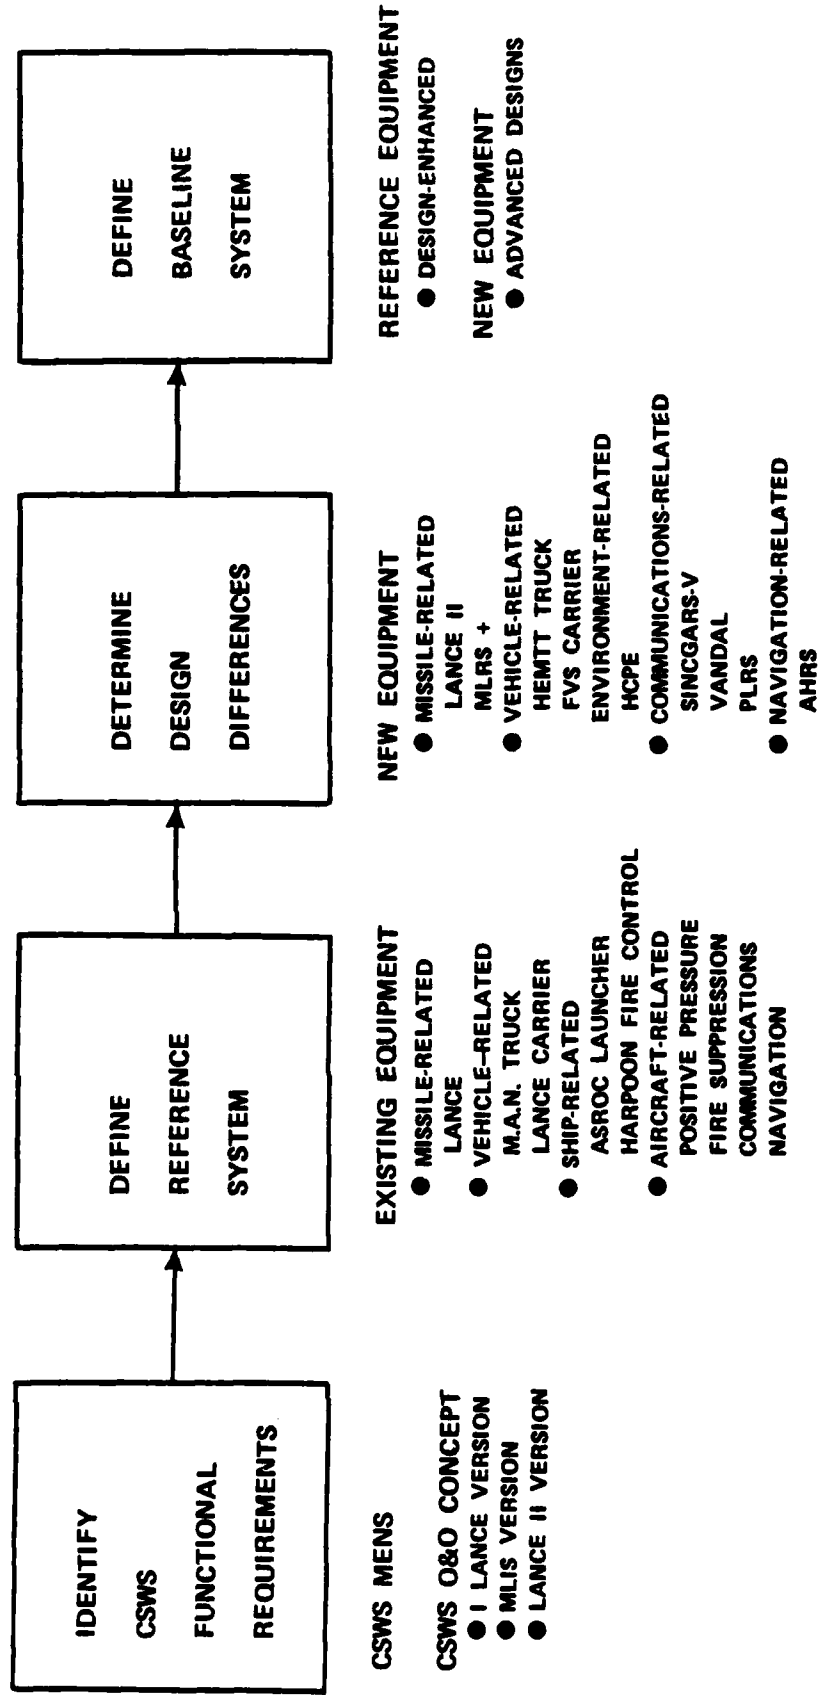 IDENTIFY
CSWS
FUNCTIONAL
REQUIREMENTS
CSWS MENS
CSWS O&O CONCEPT
● I LANCE VERSION
● MLIS VERSION
● LANCE II VERSION
DEFINE
REFERENCE
SYSTEM
EXISTING EQUIPMENT
● MISSILE-RELATED
LANCE
● VEHICLE-RELATED
M.A.N. TRUCK
LANCE CARRIER
● SHIP-RELATED
ASROC LAUNCHER
HARPOON FIRE CONTROL
● AIRCRAFT-RELATED
POSITIVE PRESSURE
FIRE SUPPRESSION
COMMUNICATIONS
NAVIGATION
DETERMINE
DESIGN
DIFFERENCES
NEW EQUIPMENT
● MISSILE-RELATED
LANCE II
MLRS +
● VEHICLE-RELATED
HEMTT TRUCK
FVS CARRIER
ENVIRONMENT-RELATED
HCPE
● COMMUNICATIONS-RELATED
SINCGARS-V
VANDAL
PLRS
● NAVIGATION-RELATED
AHRS
DEFINE
BASELINE
SYSTEM
REFERENCE EQUIPMENT
● DESIGN-ENHANCED
NEW EQUIPMENT
● ADVANCED DESIGNS